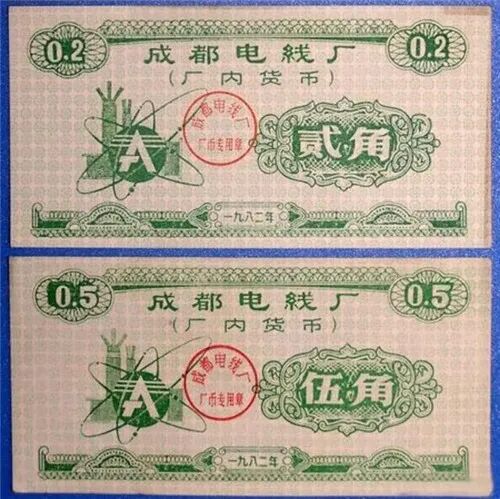 0.2 成都电线厂 0.2
(厂内货币)
成都电线厂
厂币专用章
贰角
一九八二年
0.5 成都电线厂 0.5
(厂内货币)
成都电线厂
厂币专用章
伍角
一九八二年